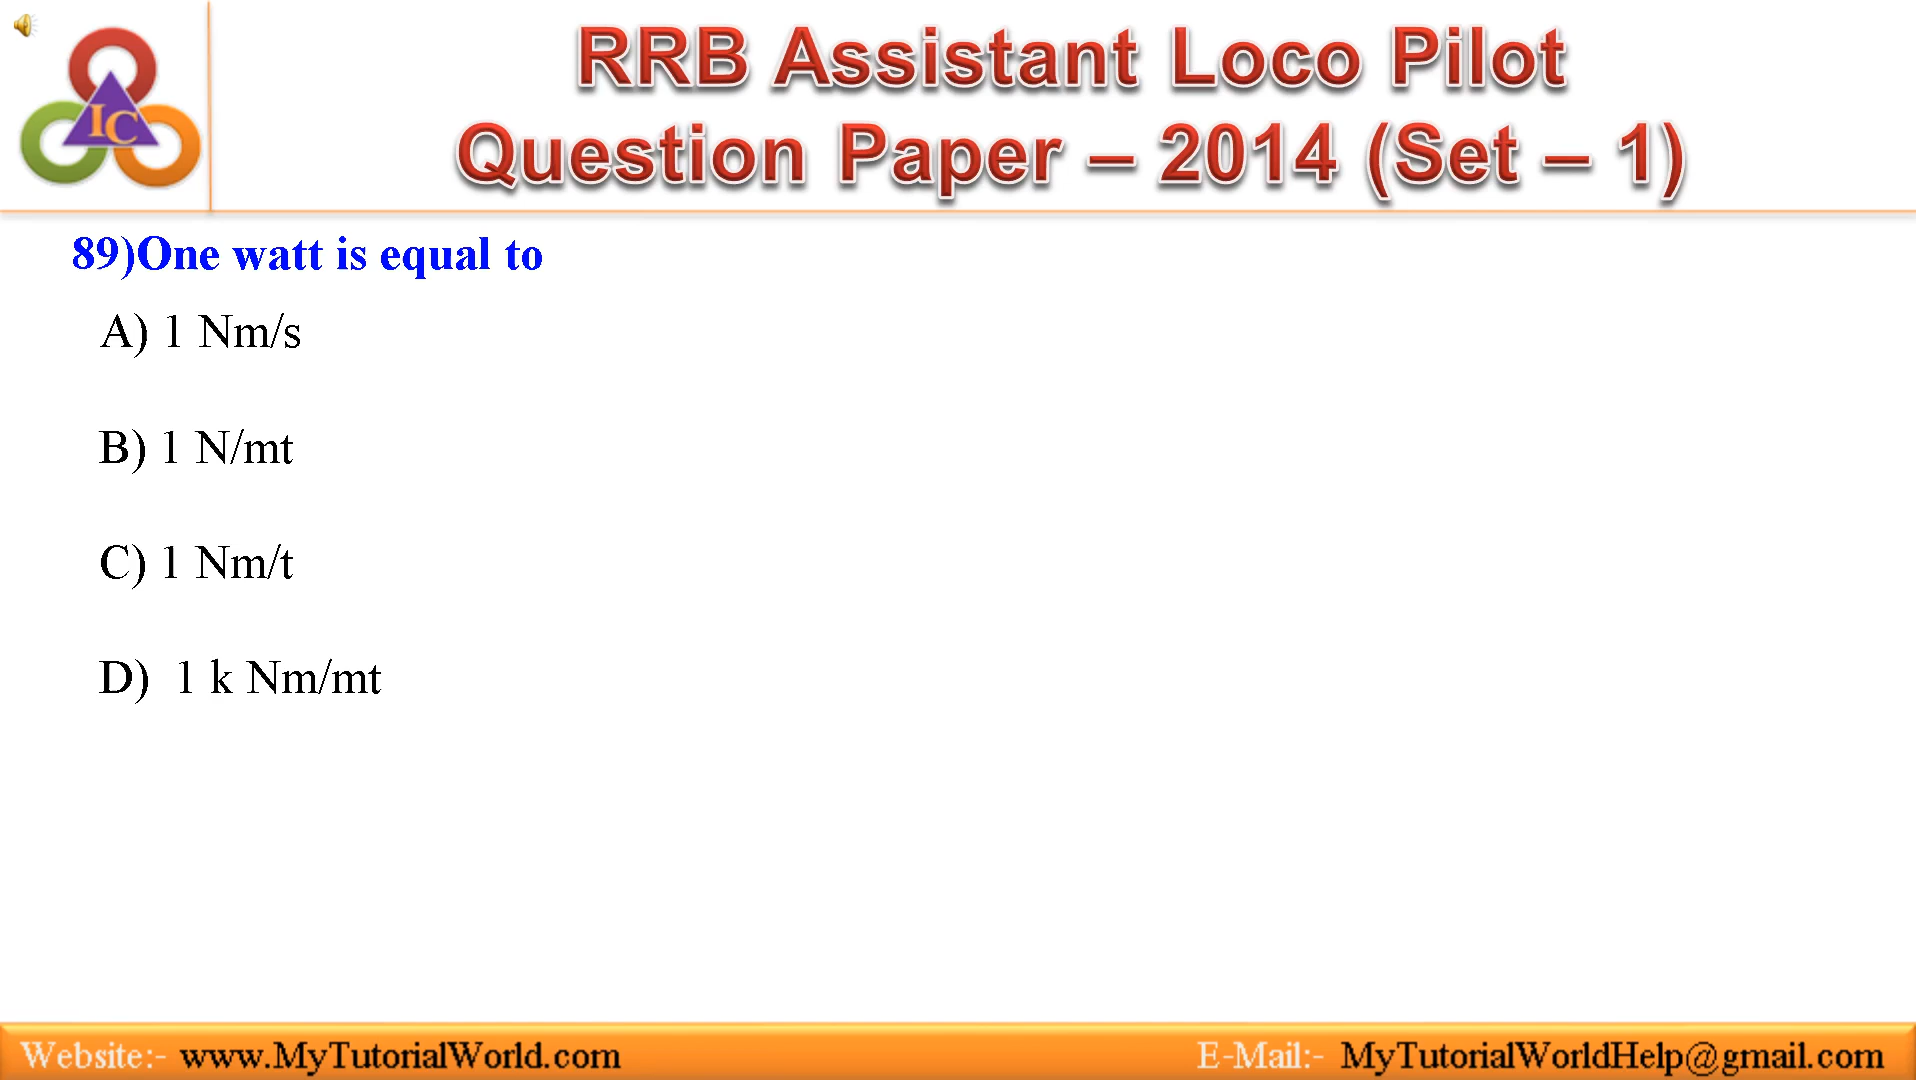 IC
RRB Assistant Loco Pilot
Question Paper – 2014 (Set – 1)
89)One watt is equal to
A) 1 Nm/s
B) 1 N/mt
C) 1 Nm/t
D) 1 k Nm/mt
Website:- www.MyTutorialWorld.com
E-Mail:- MyTutorialWorldHelp@gmail.com